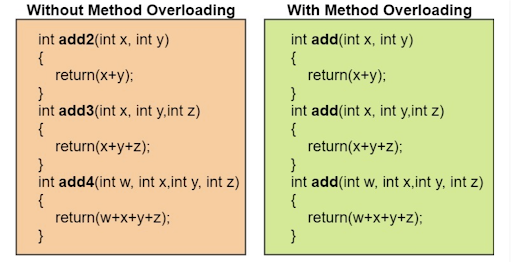 Without Method Overloading
int add2(int x, int y)
{
return(x+y);
}
int add3(int x, int y,int z)
{
return(x+y+z);
}
int add4(int w, int x,int y, int z)
{
return(w+x+y+z);
}
With Method Overloading
int add(int x, int y)
{
return(x+y);
}
int add(int x, int y,int z)
{
return(x+y+z);
}
int add(int w, int x,int y, int z)
{
return(w+x+y+z);
}